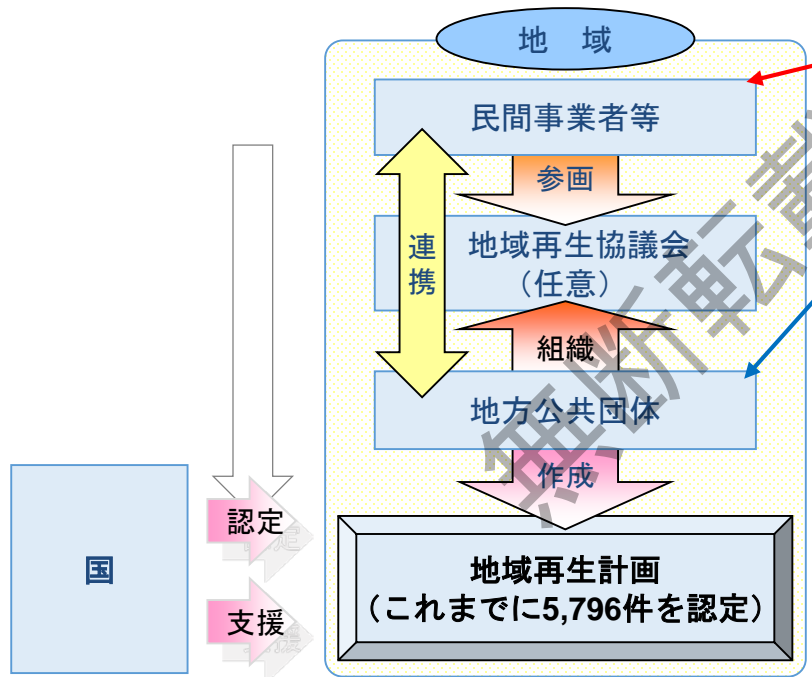 地 域
民間事業者等
参画
連携
地域再生協議会
(任意)
組織
地方公共団体
作成
国
認定
支援
地域再生計画
(これまでに5,796件を認定)
無断転載